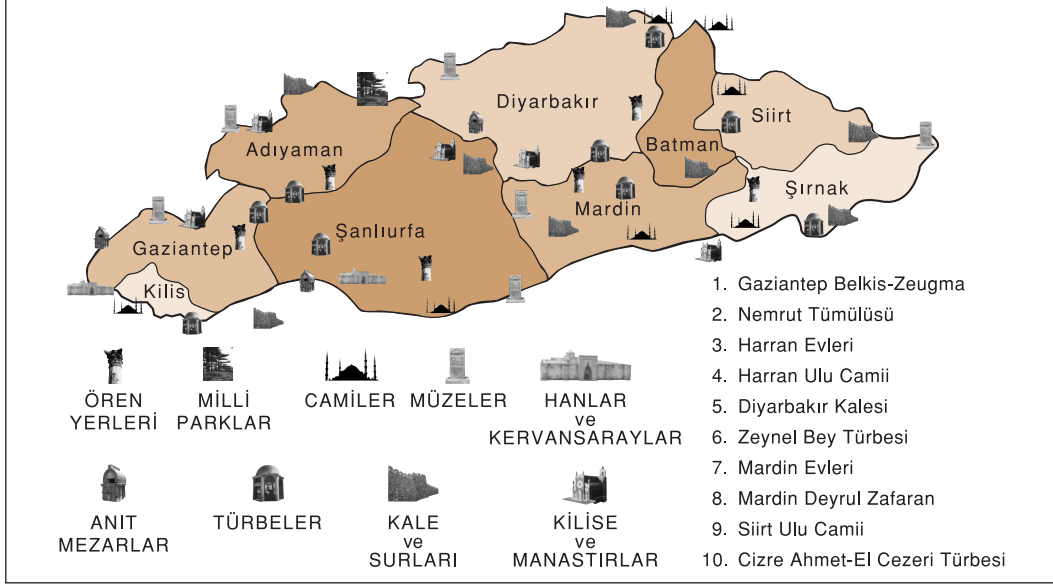 Diyarbakır
Siirt
Batman
Adıyaman
Şırnak
Mardin
Şanlıurfa
Gaziantep
Kilis
ÖREN
YERLERİ
MİLLİ
PARKLAR
CAMİLER
MÜZELER
HANLAR
ve
KERVANSARAYLAR
ANIT
MEZARLAR
TÜRBELER
KALE
ve
SURLARI
KİLİSE
ve
MANASTIRLAR
1. Gaziantep Belkis-Zeugma
2. Nemrut Tümülüsü
3. Harran Evleri
4. Harran Ulu Camii
5. Diyarbakır Kalesi
6. Zeynel Bey Türbesi
7. Mardin Evleri
8. Mardin Deyrul Zafaran
9. Siirt Ulu Camii
10. Cizre Ahmet-El Cezeri Türbesi